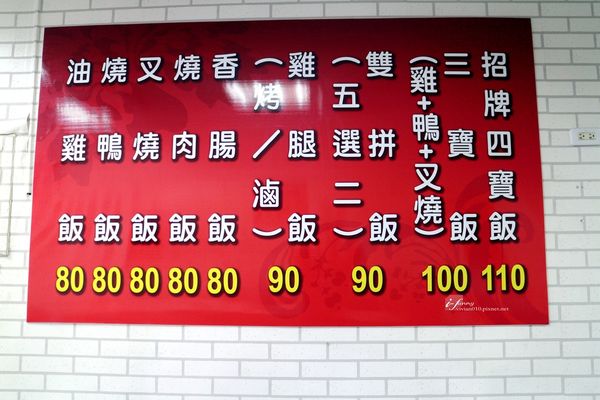 招牌四寶飯
110
三寶飯
(雞+鴨+叉燒)
100
雙拼飯
(五選二)
90
雞腿飯
(烤/滷)
90
香腸飯
80
燒肉飯
80
叉燒飯
80
燒鴨飯
80
油雞飯
80